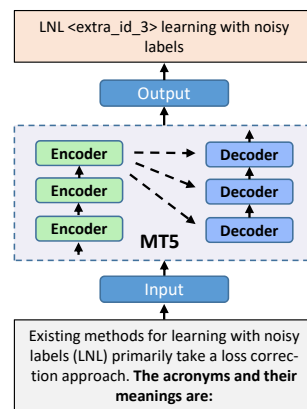 LNL <extra_id_3> learning with noisy
labels
Output
Encoder
Decoder
Encoder
Decoder
Encoder
Decoder
MT5
Input
Existing methods for learning with noisy
labels (LNL) primarily take a loss correc-
tion approach. The acronyms and their
meanings are: